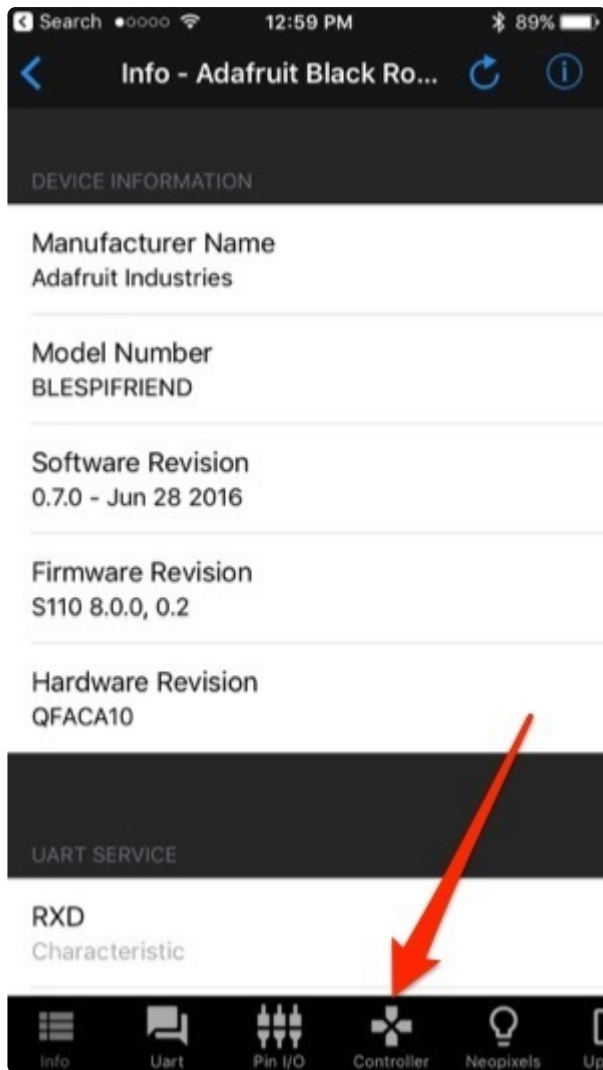 Search 12:59 PM 89%
Info - Adafruit Black Ro...
DEVICE INFORMATION
Manufacturer Name
Adafruit Industries
Model Number
BLESPIFRIEND
Software Revision
0.7.0 - Jun 28 2016
Firmware Revision
S110 8.0.0, 0.2
Hardware Revision
QFACA10
UART SERVICE
RXD
Characteristic
Info Uart Pin I/O Controller Neopixels Up